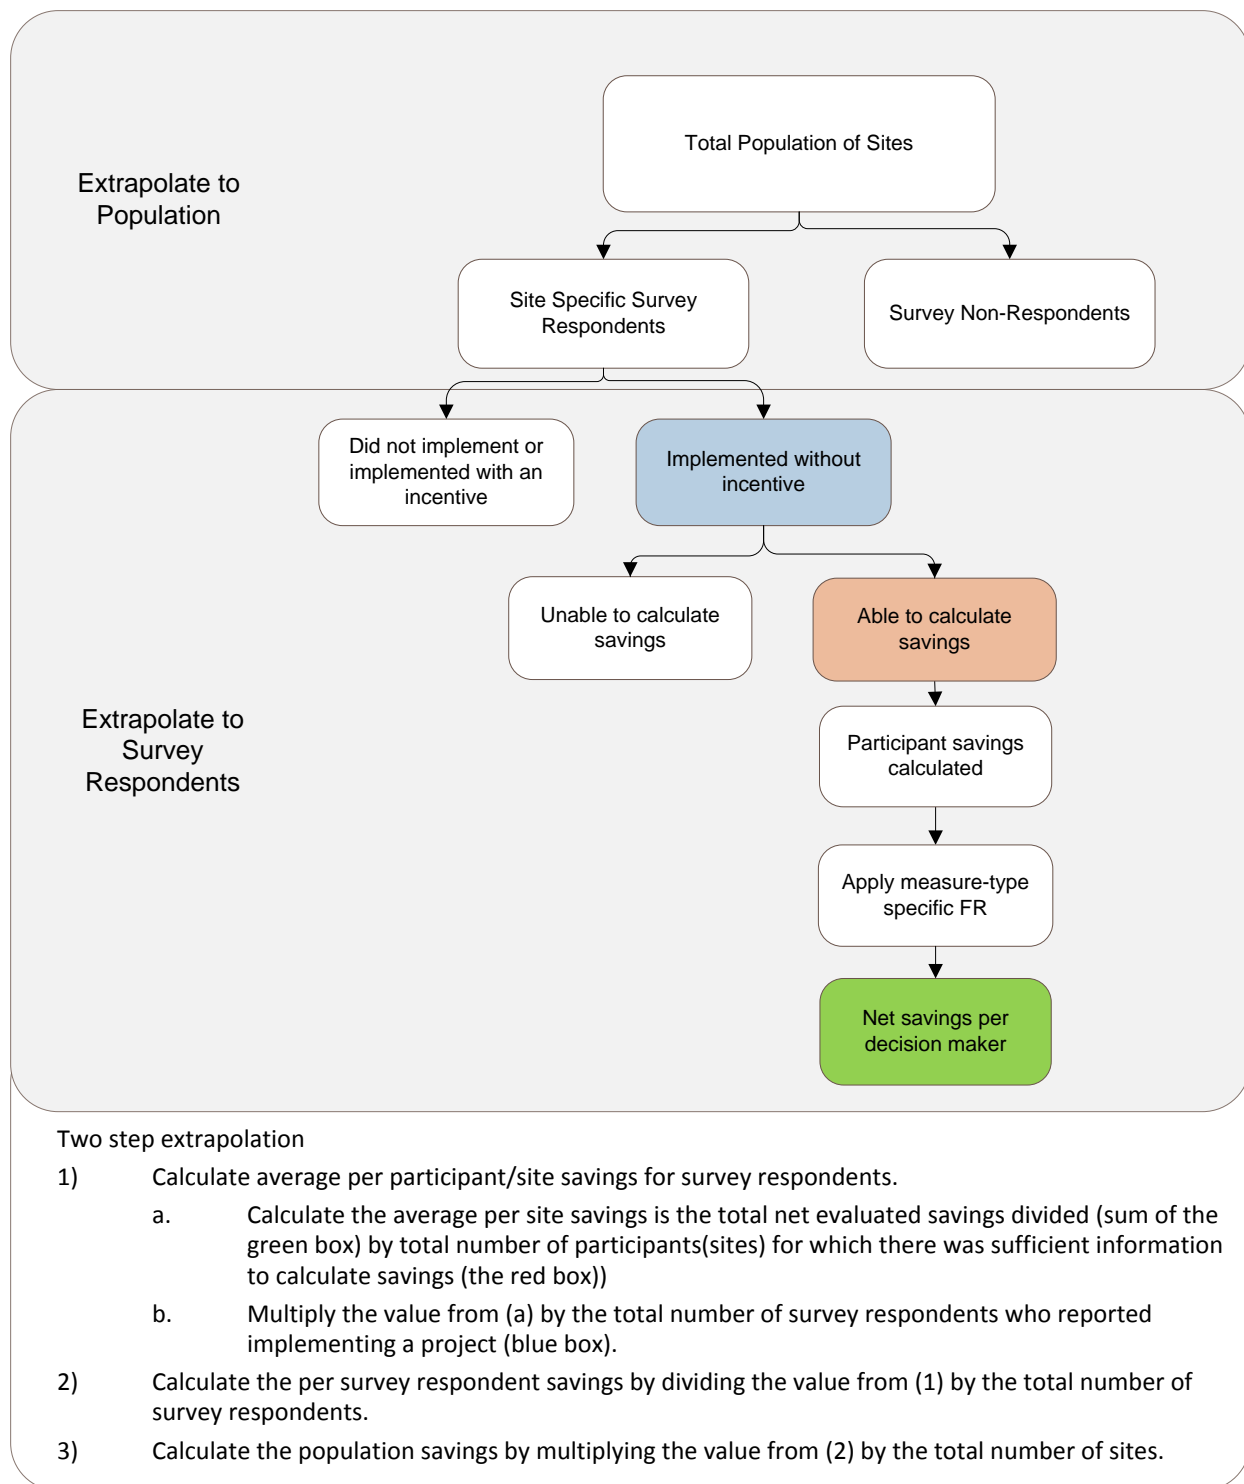 Extrapolate to
Population
Total Population of Sites
Site Specific Survey
Respondents
Survey Non-Respondents
Extrapolate to
Survey
Respondents
Did not implement or
implemented with an
incentive
Implemented without
incentive
Unable to calculate
savings
Able to calculate
savings
Participant savings
calculated
Apply measure-type
specific FR
Net savings per
decision maker
Two step extrapolation
1) Calculate average per participant/site savings for survey respondents.
a. Calculate the average per site savings is the total net evaluated savings divided (sum of the
green box) by total number of participants(sites) for which there was sufficient information
to calculate savings (the red box))
b. Multiply the value from (a) by the total number of survey respondents who reported
implementing a project (blue box).
2) Calculate the per survey respondent savings by dividing the value from (1) by the total number of
survey respondents.
3) Calculate the population savings by multiplying the value from (2) by the total number of sites.